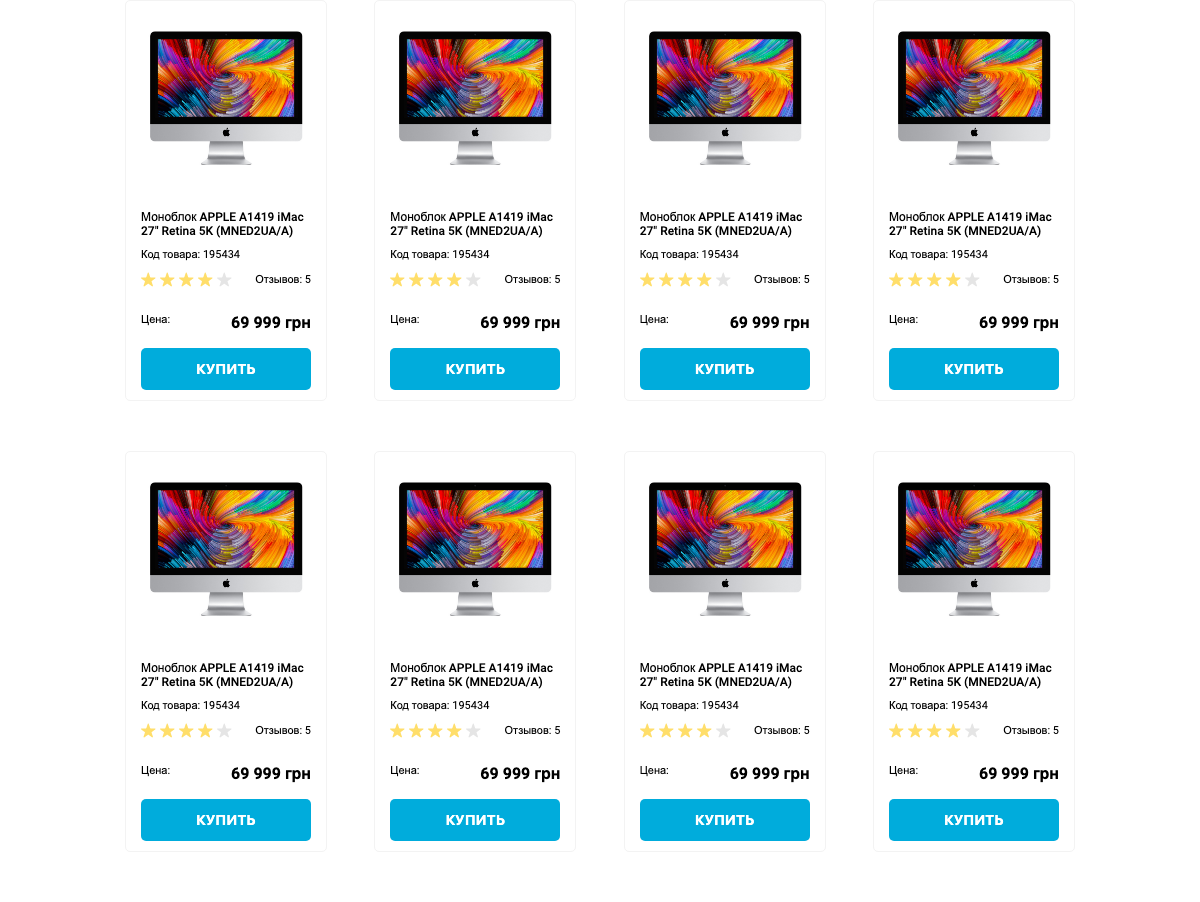 Моноблок APPLE A1419 iMac
27" Retina 5K (MNED2UA/A)
Код товара: 195434
Отзывов: 5
Цена:
69 999 грн
КУПИТЬ
Моноблок APPLE A1419 iMac
27" Retina 5K (MNED2UA/A)
Код товара: 195434
Отзывов: 5
Цена:
69 999 грн
КУПИТЬ
Моноблок APPLE A1419 iMac
27" Retina 5K (MNED2UA/A)
Код товара: 195434
Отзывов: 5
Цена:
69 999 грн
КУПИТЬ
Моноблок APPLE A1419 iMac
27" Retina 5K (MNED2UA/A)
Код товара: 195434
Отзывов: 5
Цена:
69 999 грн
КУПИТЬ
Моноблок APPLE A1419 iMac
27" Retina 5K (MNED2UA/A)
Код товара: 195434
Отзывов: 5
Цена:
69 999 грн
КУПИТЬ
Моноблок APPLE A1419 iMac
27" Retina 5K (MNED2UA/A)
Код товара: 195434
Отзывов: 5
Цена:
69 999 грн
КУПИТЬ
Моноблок APPLE A1419 iMac
27" Retina 5K (MNED2UA/A)
Код товара: 195434
Отзывов: 5
Цена:
69 999 грн
КУПИТЬ
Моноблок APPLE A1419 iMac
27" Retina 5K (MNED2UA/A)
Код товара: 195434
Отзывов: 5
Цена:
69 999 грн
КУПИТЬ